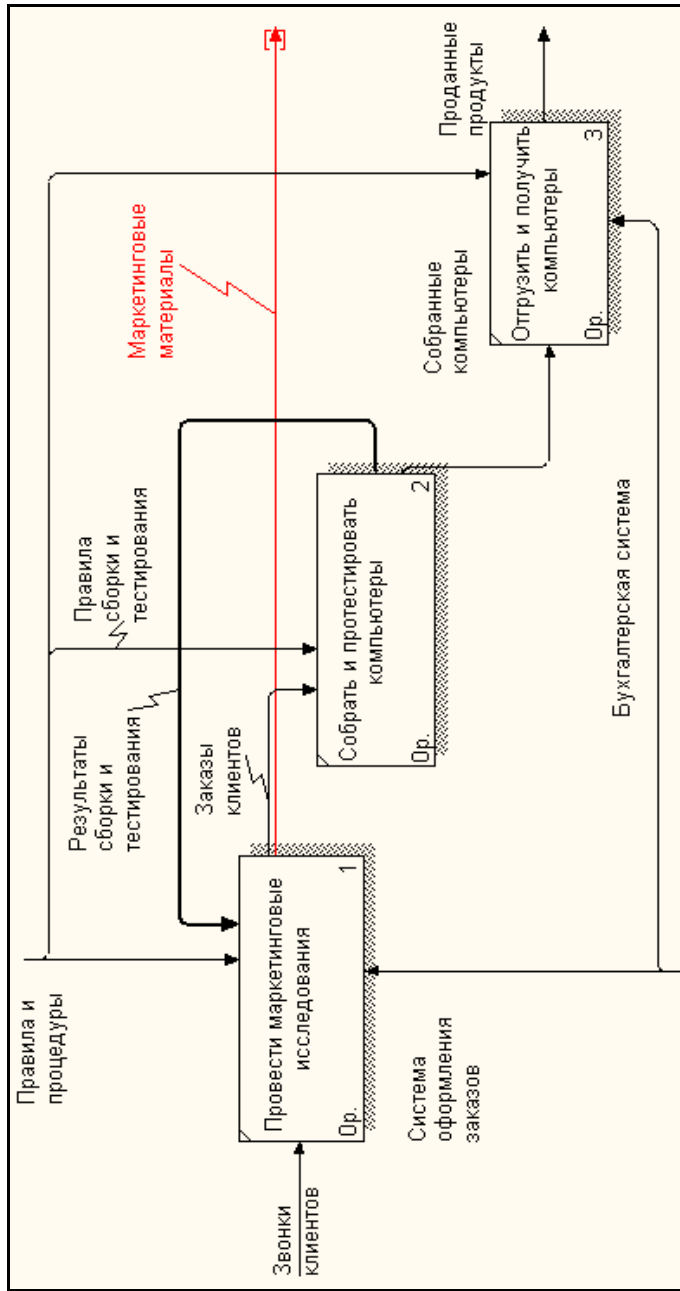 Правила и
процедуры
Результаты
сборки и
тестирования
Правила
сборки и
тестирования
Маркетинговые
материалы
Звонки
клиентов
Провести маркетинговые
исследования
0р.
1
Заказы
клиентов
Собрать и протестировать
компьютеры
0р.
2
Собранные
компьютеры
Отгрузить и получить
компьютеры
0р.
3
Проданные
продукты
Система
оформления
заказов
Бухгалтерская система